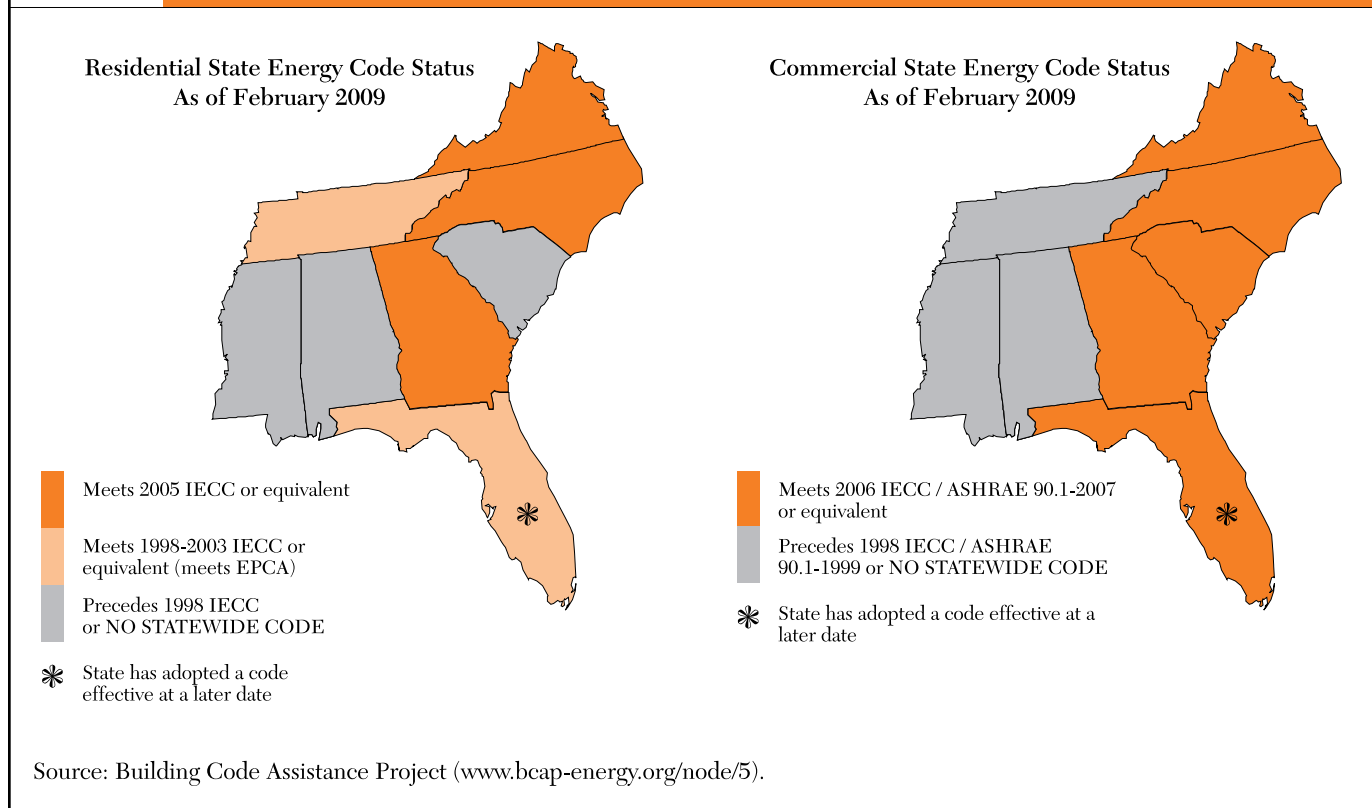 Residential State Energy Code Status
As of February 2009
Meets 2005 IECC or equivalent
Meets 1998-2003 IECC or
equivalent (meets EPCA)
Precedes 1998 IECC
or NO STATEWIDE CODE
State has adopted a code
effective at a later date
Commercial State Energy Code Status
As of February 2009
Meets 2006 IECC / ASHRAE 90.1-2007
or equivalent
Precedes 1998 IECC / ASHRAE
90.1-1999 or NO STATEWIDE CODE
State has adopted a code effective at a
later date
Source: Building Code Assistance Project (www.bcap-energy.org/node/5).